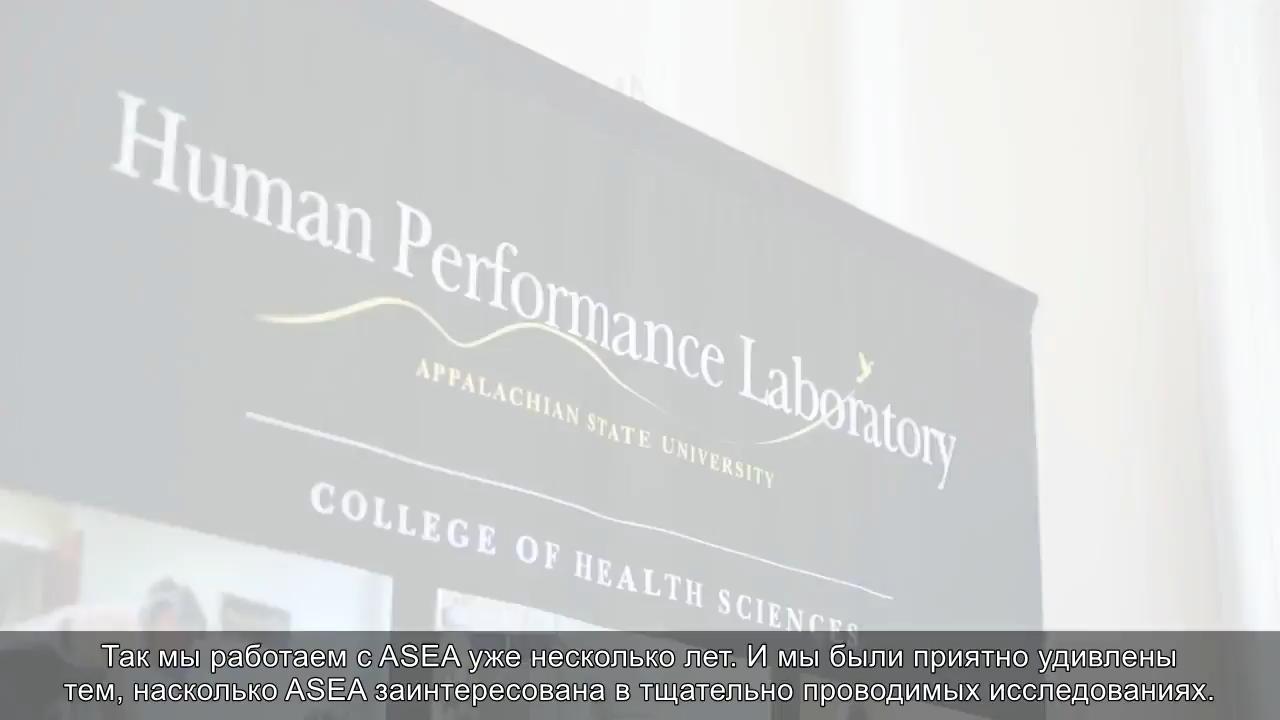 Human Performance Laboratory
APPALACHIAN STATE UNIVERSITY
COLLEGE OF HEALTH SCIENCES
Так мы работаем с ASEA уже несколько лет. И мы были приятно удивлены
тем, насколько ASEA заинтересована в тщательно проводимых исследованиях.